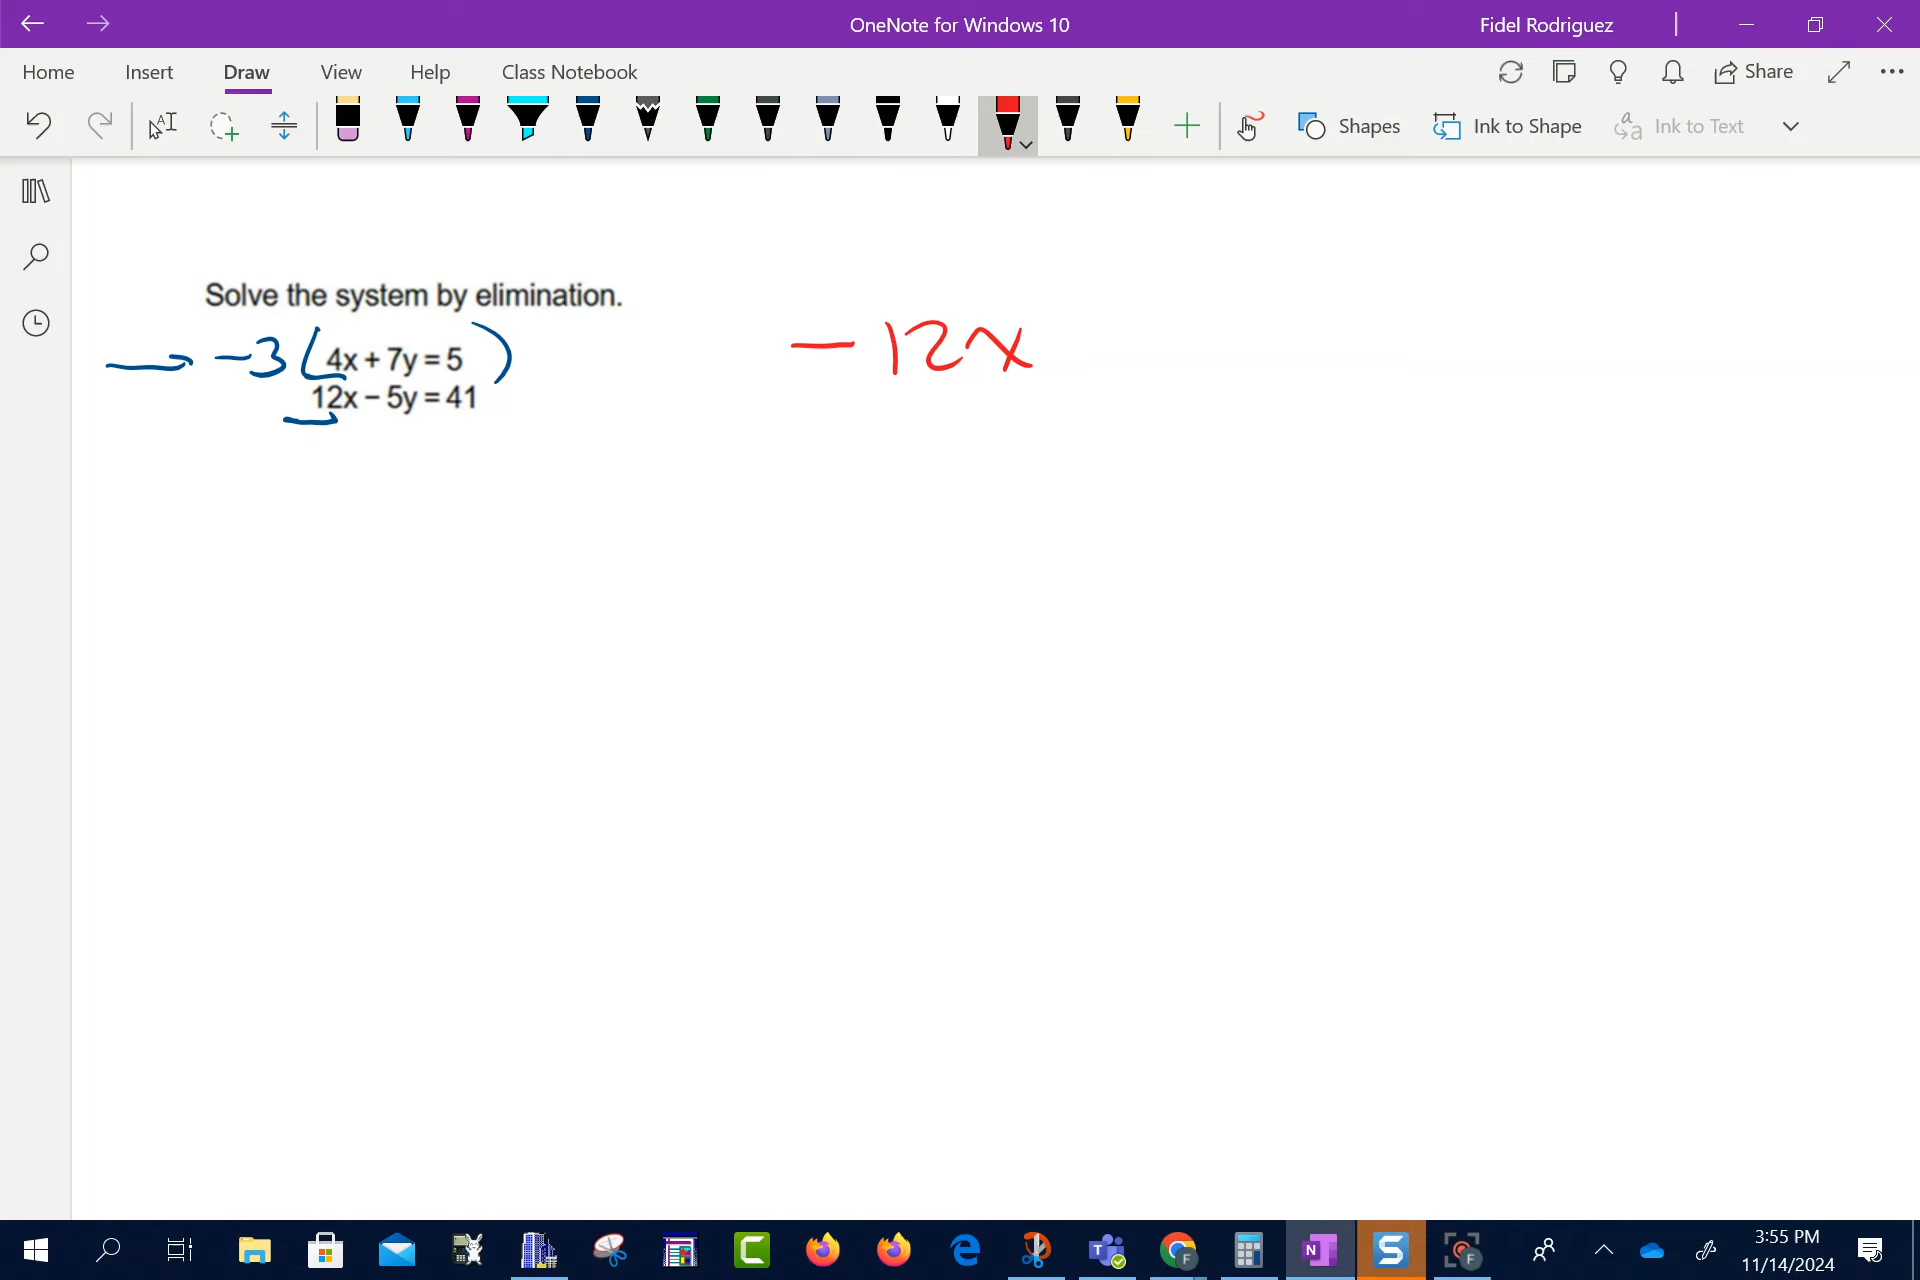 OneNote for Windows 10
Fidel Rodriguez
Home Insert Draw View Help Class Notebook Share
AI Shapes Ink to Shape Ink to Text
Solve the system by elimination.
→ -3 ( 4x + 7y = 5 ) - 12x
12x − 5y = 41
3:55 PM
11/14/2024